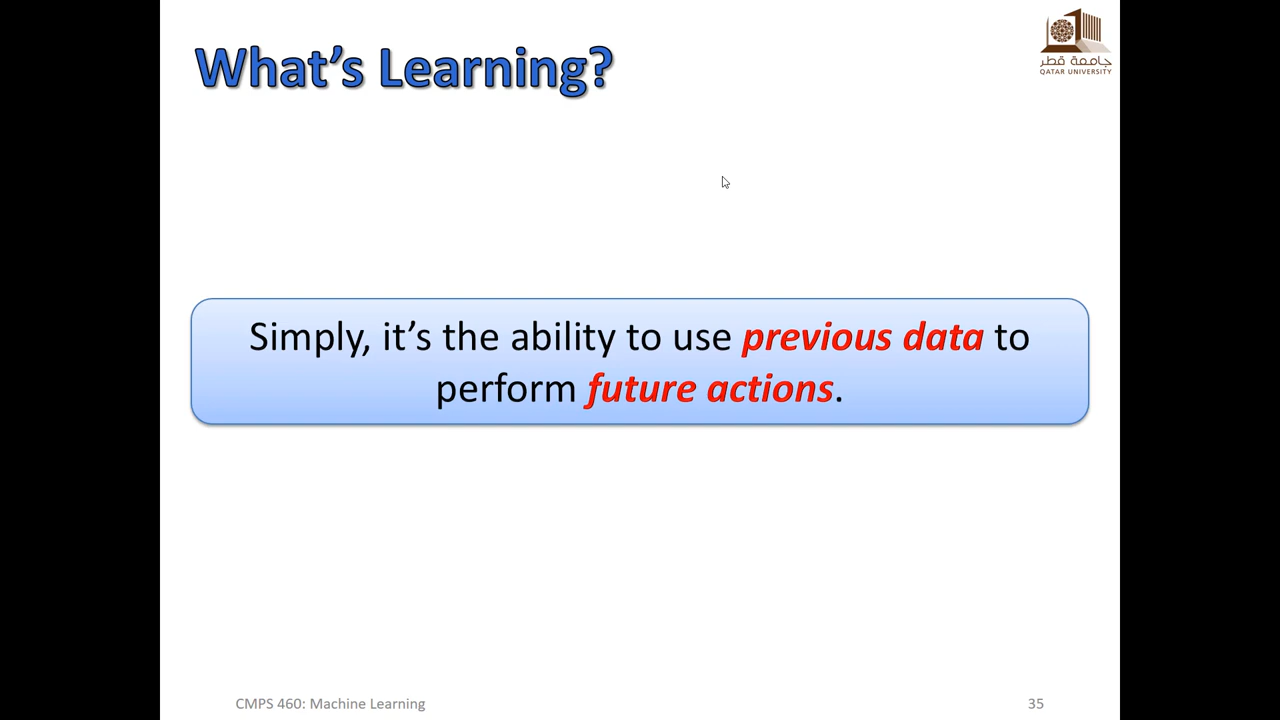 What's Learning?
جامعة قطر
QATAR UNIVERSITY
Simply, it's the ability to use previous data to
perform future actions.
CMPS 460: Machine Learning
35